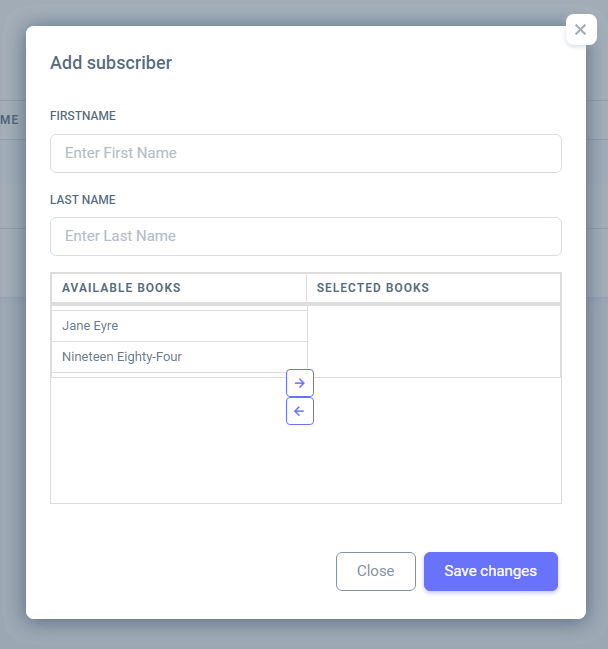 Add subscriber
FIRSTNAME
ME
Enter First Name
LAST NAME
Enter Last Name
AVAILABLE BOOKS SELECTED BOOKS
Jane Eyre
Nineteen Eighty-Four
Close Save changes